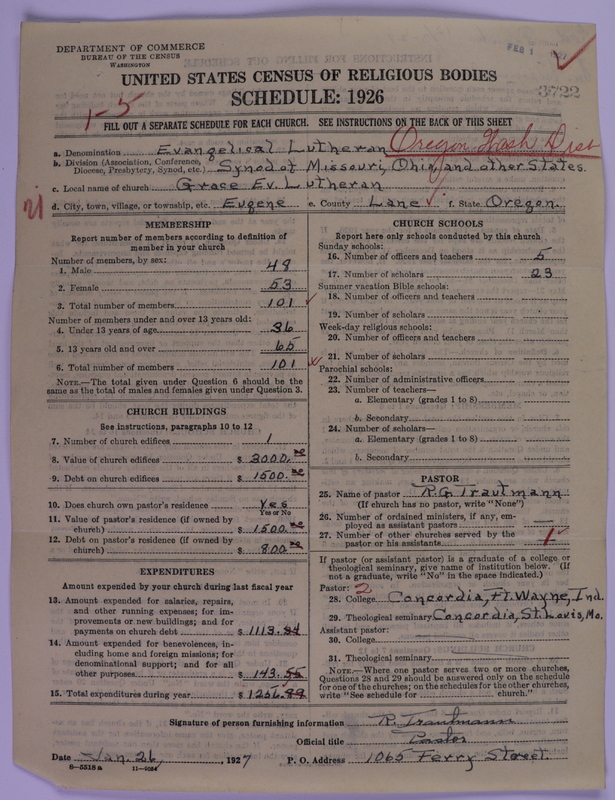 DEPARTMENT OF COMMERCE
BUREAU OF THE CENSUS
WASHINGTON
FEB 1
UNITED STATES CENSUS OF RELIGIOUS BODIES
SCHEDULE: 1926
3722
1-5
FILL OUT A SEPARATE SCHEDULE FOR EACH CHURCH. SEE INSTRUCTIONS ON THE BACK OF THIS SHEET
a. Denomination Evangelical Lutheran Oregon Wash Dist
b. Division (Association, Conference, Diocese, Presbytery, Synod, etc.) Synod of Missouri, Ohio, and other States.
c. Local name of church Grace Ev. Lutheran
21
d. City, town, village, or township, etc. Eugene e. County Lane f. State Oregon.
MEMBERSHIP
Report number of members according to definition of
member in your church
Number of members, by sex:
1. Male 48
2. Female 53
3. Total number of members 101
Number of members under and over 13 years old:
4. Under 13 years of age 36
5. 13 years old and over 65
6. Total number of members 101
NOTE.—The total given under Question 6 should be
same as the total of males and females given under Question 3.
CHURCH BUILDINGS
See instructions, paragraphs 10 to 12
7. Number of church edifices 1
8. Value of church edifices $ 3000.00
9. Debt on church edifices $ 1500.00
10. Does church own pastor's residence Yes
Yes or No
11. Value of pastor's residence (if owned by
church) $ 1500.00
12. Debt on pastor's residence (if owned by
church) $ 800.00
EXPENDITURES
Amount expended by your church during last fiscal year
13. Amount expended for salaries, repairs,
and other running expenses; for im-
provements or new buildings; and for
payments on church debt $ 1113.34
14. Amount expended for benevolences, in-
cluding home and foreign missions; for
denominational support; and for all
other purposes $ 143.55
15. Total expenditures during year $ 1256.89
CHURCH SCHOOLS
Report here only schools conducted by this church
Sunday schools:
16. Number of officers and teachers 5
17. Number of scholars 23
Summer vacation Bible schools:
18. Number of officers and teachers
19. Number of scholars
Week-day religious schools:
20. Number of officers and teachers
21. Number of scholars
Parochial schools:
22. Number of administrative officers
23. Number of teachers—
a. Elementary (grades 1 to 8)
b. Secondary
24. Number of scholars—
a. Elementary (grades 1 to 8)
b. Secondary
PASTOR
25. Name of pastor R.G. Trautmann
(If church has no pastor, write "None")
26. Number of ordained ministers, if any, em-
ployed as assistant pastors
27. Number of other churches served by the
pastor or his assistants 1
If pastor (or assistant pastor) is a graduate of a college or
theological seminary, give name of institution below. (If
not a graduate, write "No" in the space indicated.)
Pastor: 2
28. College Concordia, Ft. Wayne, Ind.
29. Theological seminary Concordia, St. Louis, Mo.
Assistant pastor:
30. College
31. Theological seminary
NOTE.—Where one pastor serves two or more churches,
Questions 28 and 29 should be answered only on the schedule
for one of the churches; on the schedules for the other churches,
write "See schedule for church."
Signature of person furnishing information R. Trautmann
Official title Pastor
Date Jan. 26, 1927 P. O. Address 1065 Ferry Street.